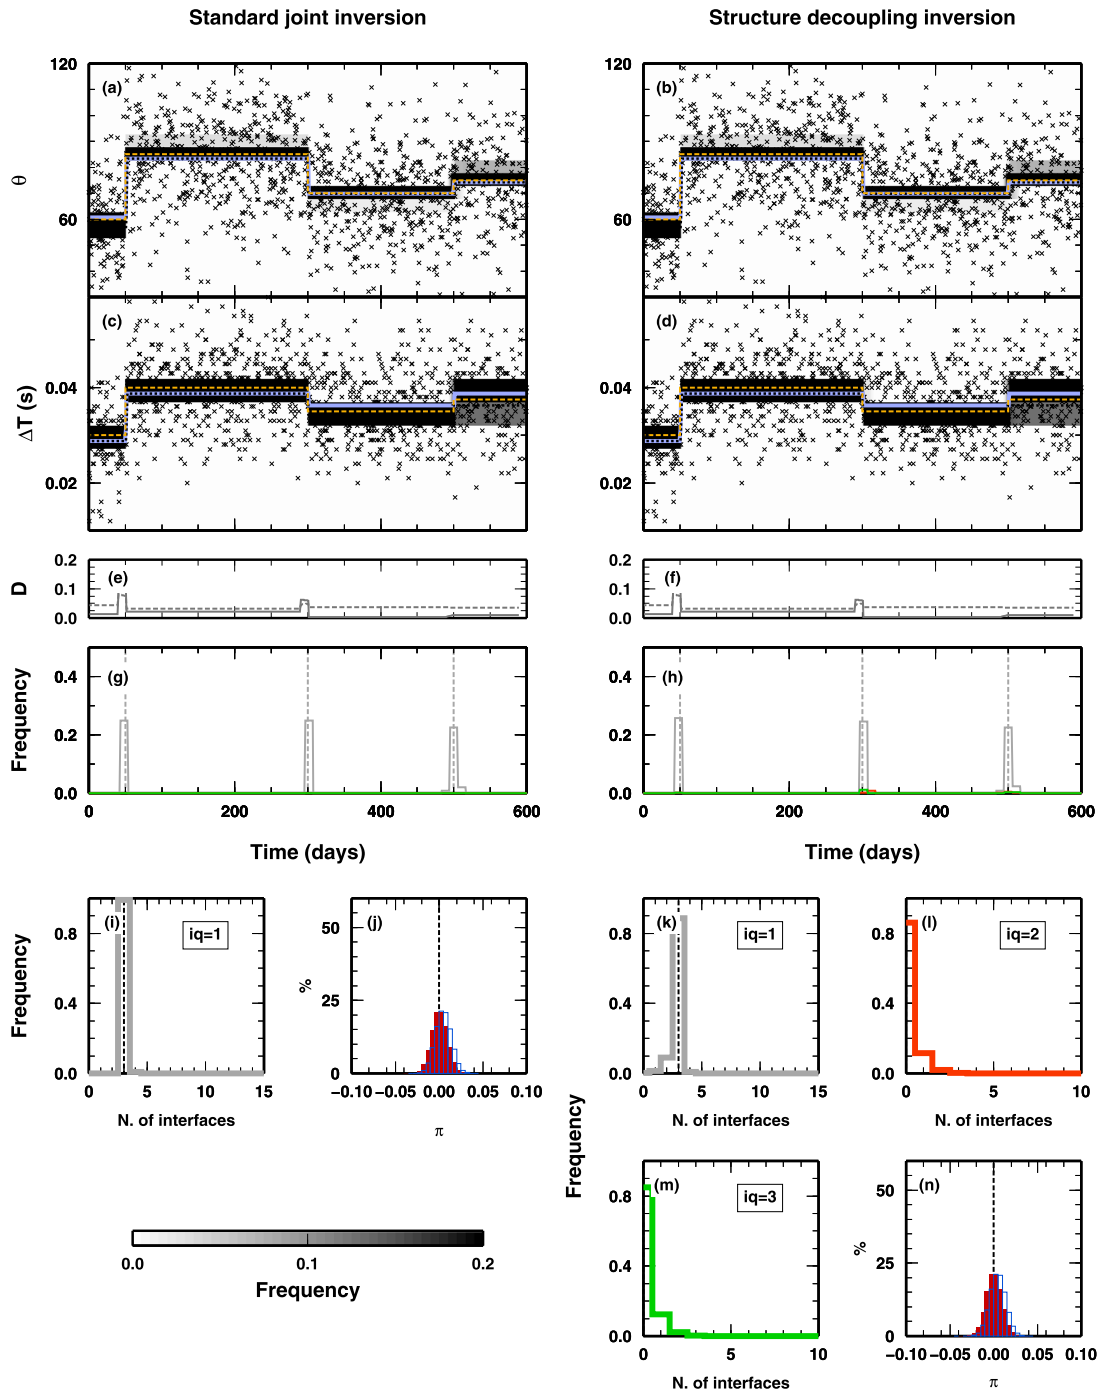 Standard joint inversion
Structure decoupling inversion
120
60
θ
(a)
120
60
(b)
0.04
0.02
ΔT (s)
(c)
0.04
0.02
(d)
0.2
0.1
0.0
D
(e)
0.2
0.1
0.0
(f)
0.4
0.2
0.0
Frequency
(g)
0 200 400 600
Time (days)
0.4
0.2
0.0
(h)
0 200 400 600
Time (days)
Frequency
0.8
0.4
0.0
(i)
iq=1
0 5 10 15
N. of interfaces
%
50
25
0
(j)
−0.10 −0.05 0.00 0.05 0.10
π
0.8
0.4
0.0
(k)
iq=1
0 5 10 15
N. of interfaces
0.8
0.4
0.0
(l)
iq=2
0 5 10
N. of interfaces
Frequency
0.8
0.4
0.0
(m)
iq=3
0 5 10
N. of interfaces
%
50
25
0
(n)
−0.10 −0.05 0.00 0.05 0.10
π
0.0 0.1 0.2
Frequency